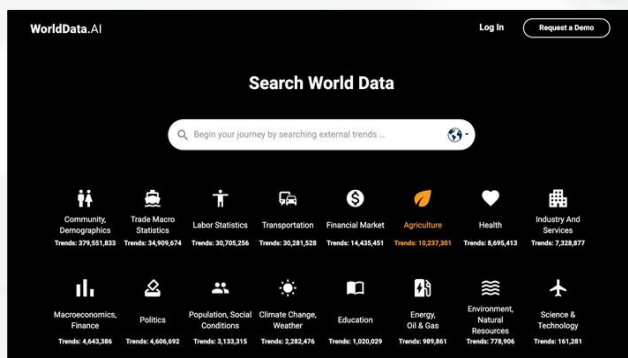 WorldData.AI
Log In
Request a Demo
Search World Data
Begin your journey by searching external trends ...
Community,
Demographics
Trends: 379,551,833
Trade Macro
Statistics
Trends: 34,909,674
Labor Statistics
Trends: 30,705,256
Transportation
Trends: 30,281,528
Financial Market
Trends: 14,435,451
Agriculture
Trends: 10,237,301
Health
Trends: 8,695,413
Industry And
Services
Trends: 7,328,877
Macroeconomics,
Finance
Trends: 4,643,386
Politics
Trends: 4,606,692
Population, Social
Conditions
Trends: 3,133,315
Climate Change,
Weather
Trends: 2,282,476
Education
Trends: 1,020,029
Energy,
Oil & Gas
Trends: 989,861
Environment,
Natural
Resources
Trends: 778,906
Science &
Technology
Trends: 161,281